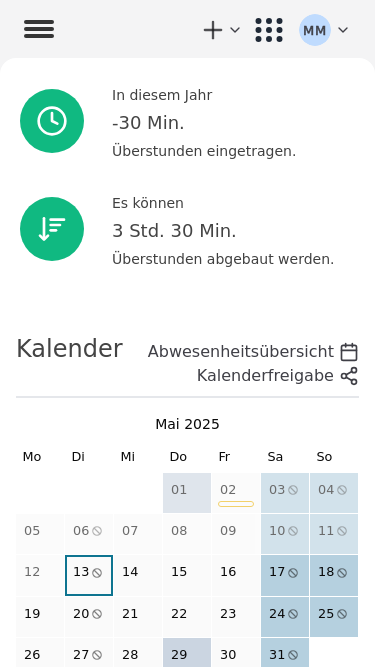 MM
In diesem Jahr
-30 Min.
Überstunden eingetragen.
Es können
3 Std. 30 Min.
Überstunden abgebaut werden.
Kalender
Abwesenheitsübersicht
Kalenderfreigabe
Mai 2025
Mo Di Mi Do Fr Sa So
01 02 03 04
05 06 07 08 09 10 11
12 13 14 15 16 17 18
19 20 21 22 23 24 25
26 27 28 29 30 31